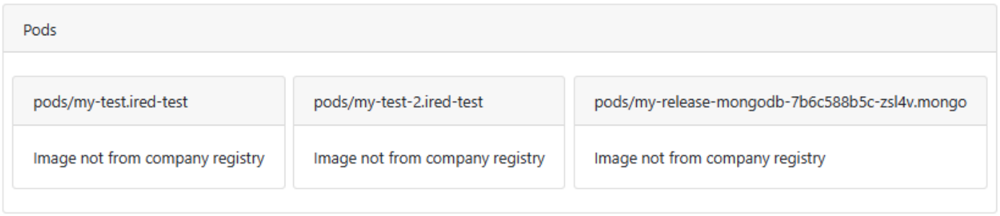 Pods
pods/my-test.ired-test
Image not from company registry
pods/my-test-2.ired-test
Image not from company registry
pods/my-release-mongodb-7b6c588b5c-zsl4v.mongo
Image not from company registry